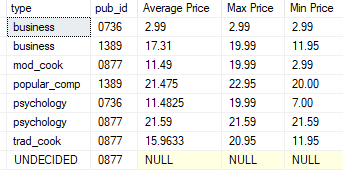 type pub_id Average Price Max Price Min Price
business 0736 2.99 2.99 2.99
business 1389 17.31 19.99 11.95
mod_cook 0877 11.49 19.99 2.99
popular_comp 1389 21.475 22.95 20.00
psychology 0736 11.4825 19.99 7.00
psychology 0877 21.59 21.59 21.59
trad_cook 0877 15.9633 20.95 11.95
UNDECIDED 0877 NULL NULL NULL